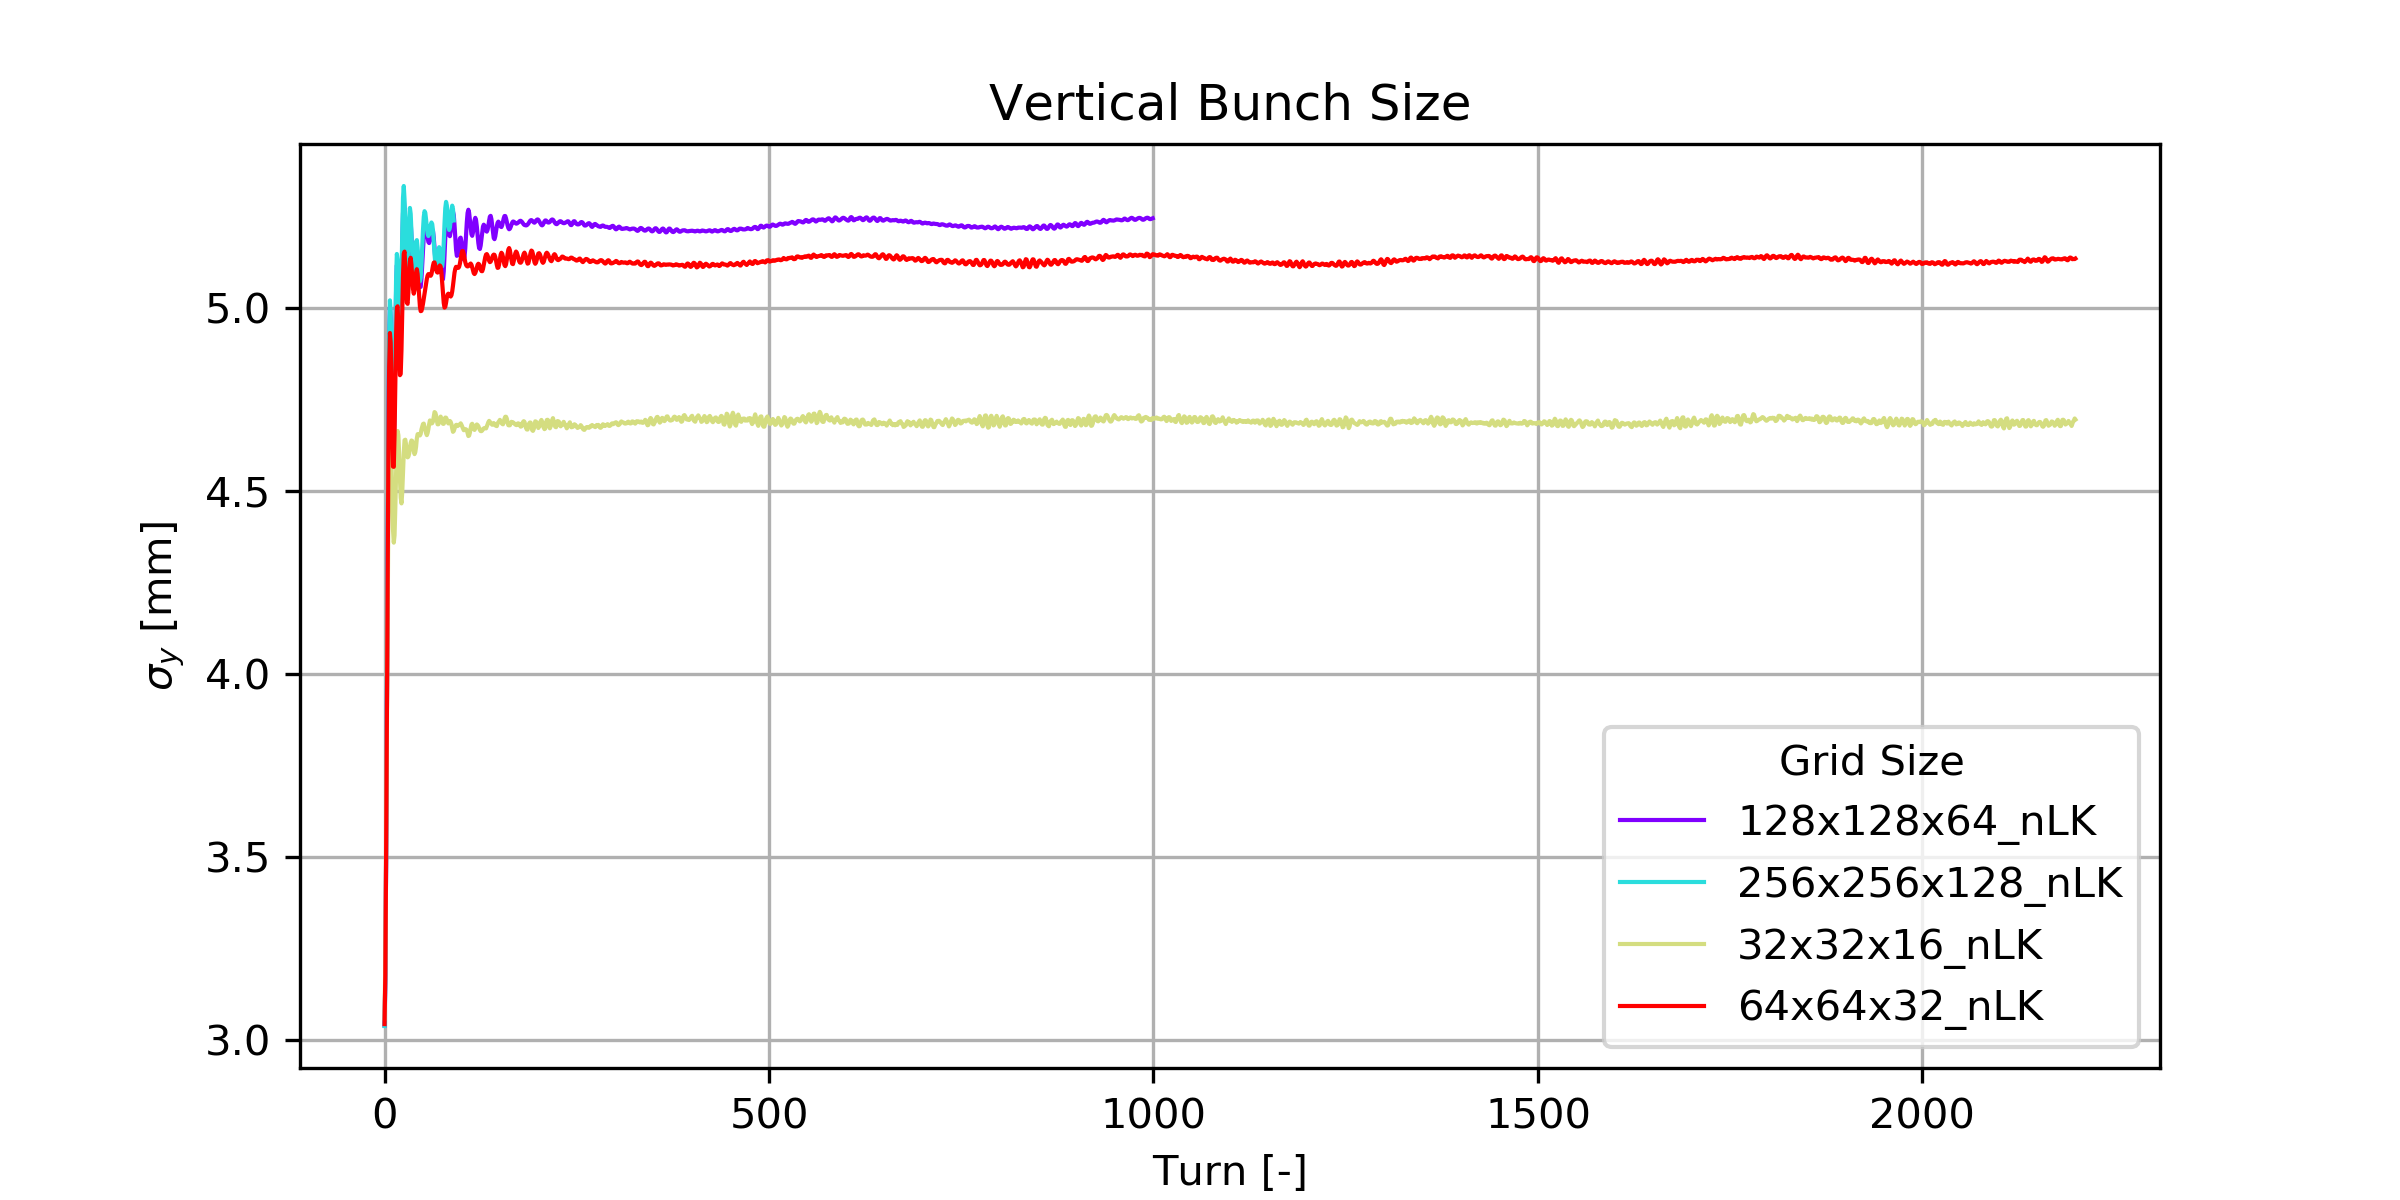 Vertical Bunch Size
σy [mm]
5.0
4.5
4.0
3.5
3.0
Grid Size
128x128x64_nLK
256x256x128_nLK
32x32x16_nLK
64x64x32_nLK
0 500 1000 1500 2000
Turn [-]